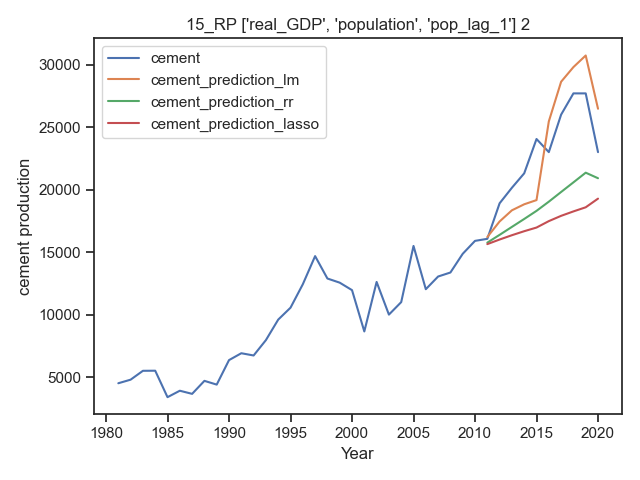 15_RP ['real_GDP', 'population', 'pop_lag_1'] 2
cement
cement_prediction_lm
cement_prediction_rr
cement_prediction_lasso
cement production
30000
25000
20000
15000
10000
5000
1980 1985 1990 1995 2000 2005 2010 2015 2020
Year